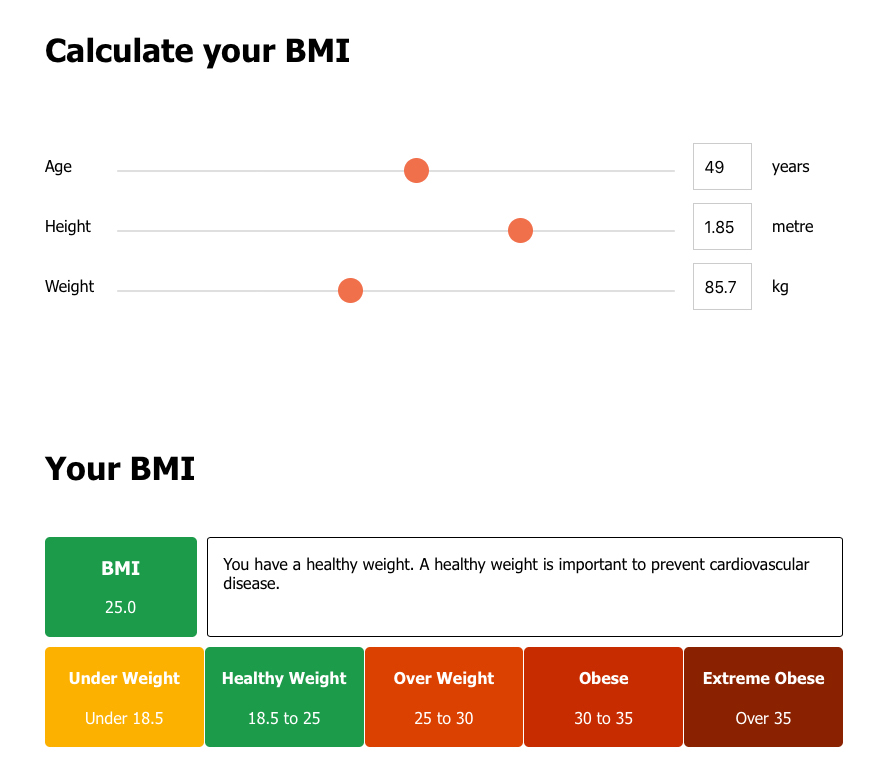 Calculate your BMI
Age 49 years
Height 1.85 metre
Weight 85.7 kg
Your BMI
BMI
25.0
You have a healthy weight. A healthy weight is important to prevent cardiovascular
disease.
Under Weight Healthy Weight Over Weight Obese Extreme Obese
Under 18.5 18.5 to 25 25 to 30 30 to 35 Over 35